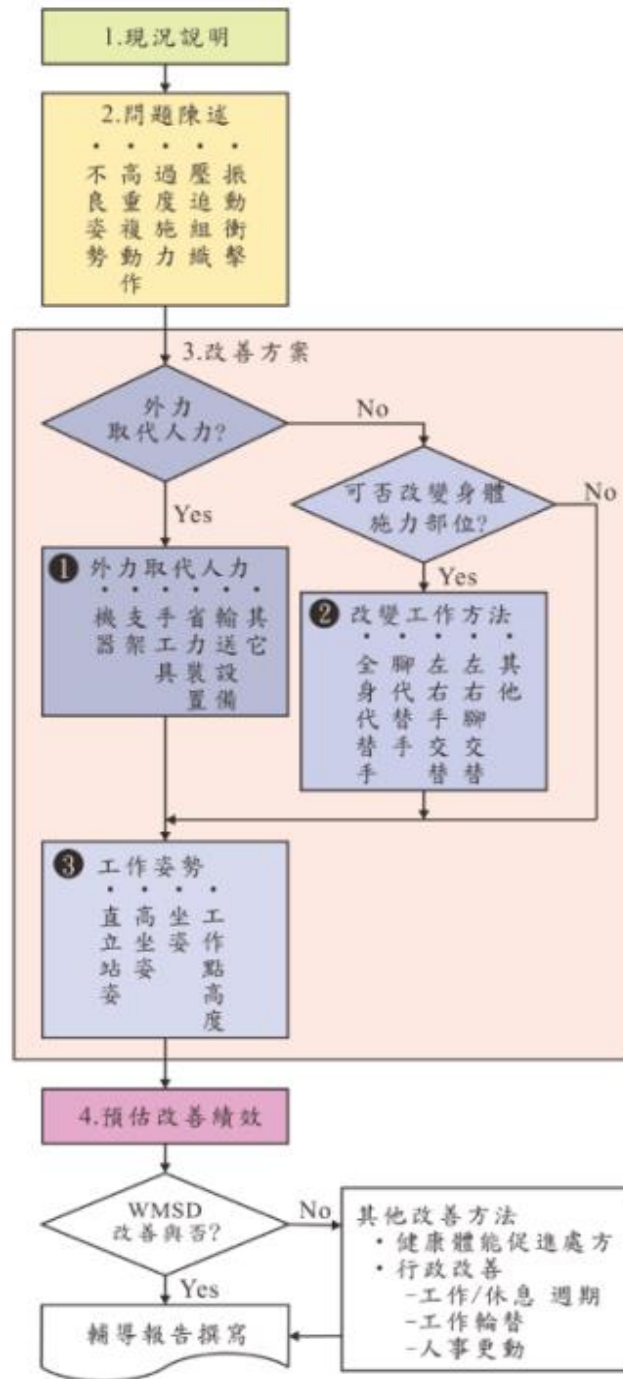 1.現況說明
2.問題陳述
・不良姿勢
・高重複動作
・過度施力
・壓迫組織
・振動衝擊
3.改善方案
外力
取代人力?
No
Yes
可否改變身體
施力部位?
No
Yes
❶ 外力取代人力
・機器
・支架
・手工具
・省力裝置
・輸送設備
・其它
❷ 改變工作方法
・全身代替手
・腳代替手
・左右手交替
・左右腳交替
・其他
❸ 工作姿勢
・直立站姿
・高坐姿
・坐姿
・工作點高度
4.預估改善績效
WMSD
改善與否?
No
Yes
其他改善方法
・健康體能促進處方
・行政改善
-工作/休息 週期
-工作輪替
-人事更動
輔導報告撰寫